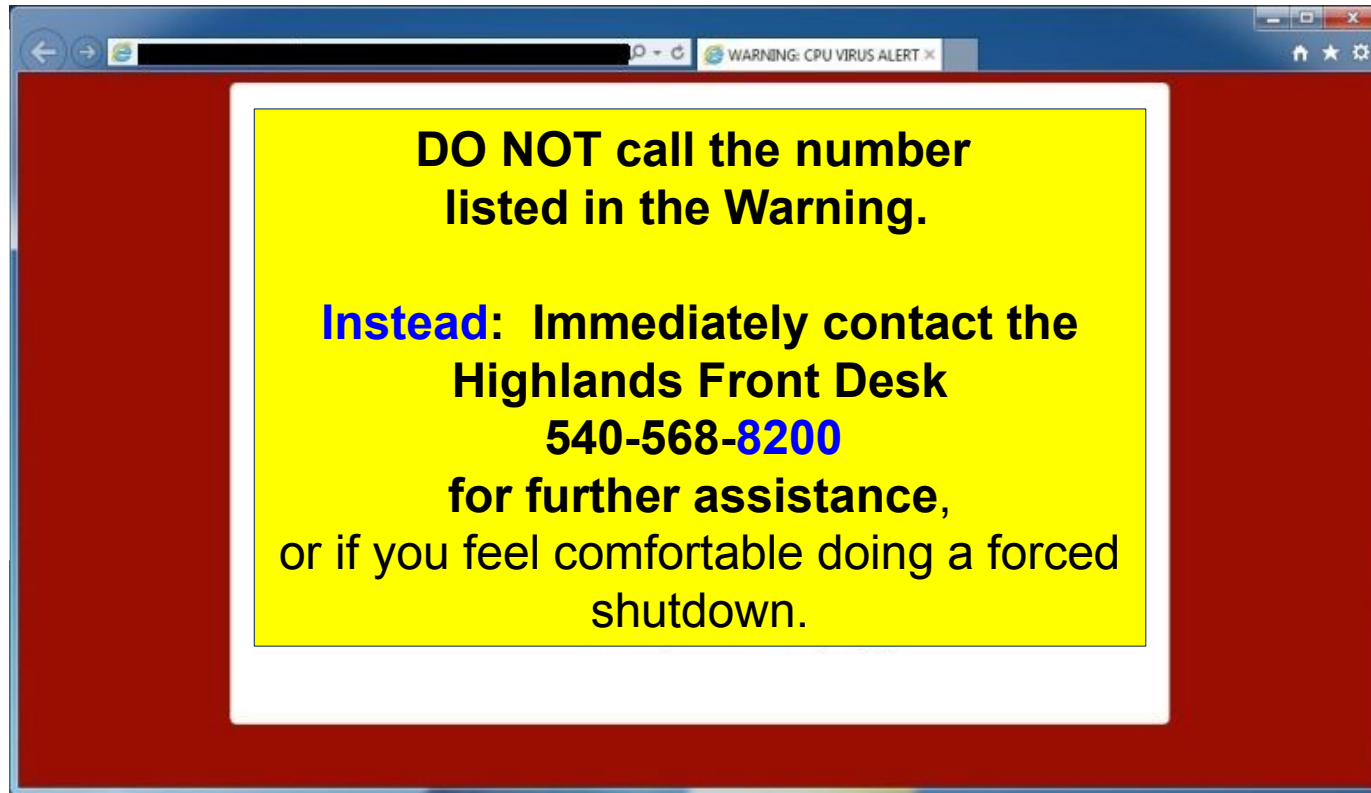 WARNING: CPU VIRUS ALERT
DO NOT call the number
listed in the Warning.
Instead: Immediately contact the
Highlands Front Desk
540-568-8200
for further assistance,
or if you feel comfortable doing a forced
shutdown.